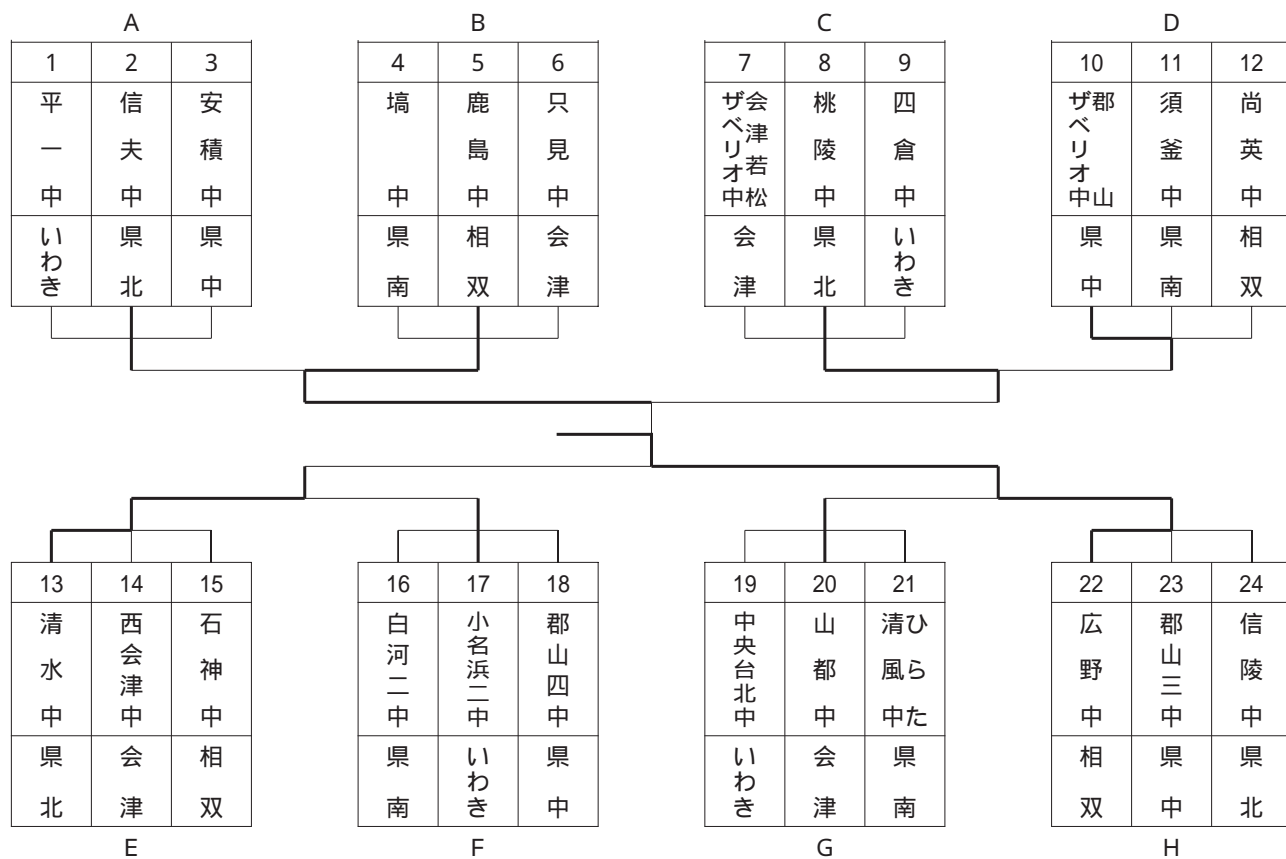 A B C D
1 2 3 4 5 6 7 8 9 10 11 12
平一中 信夫中 安積中 塙中 鹿島中 只見中 会津若松ザベリオ中 桃陵中 四倉中 郡山ザベリオ中 須釜中 尚英中
いわき 県北 県中 県南 相双 会津 会津 県北 いわき 県中 県南 相双
13 14 15 16 17 18 19 20 21 22 23 24
清水中 西会津中 石神中 白河二中 小名浜二中 郡山四中 中央台北中 山都中 ひらた清風中 広野中 郡山三中 信陵中
県北 会津 相双 県南 いわき 県中 いわき 会津 県南 相双 県中 県北
E F G H